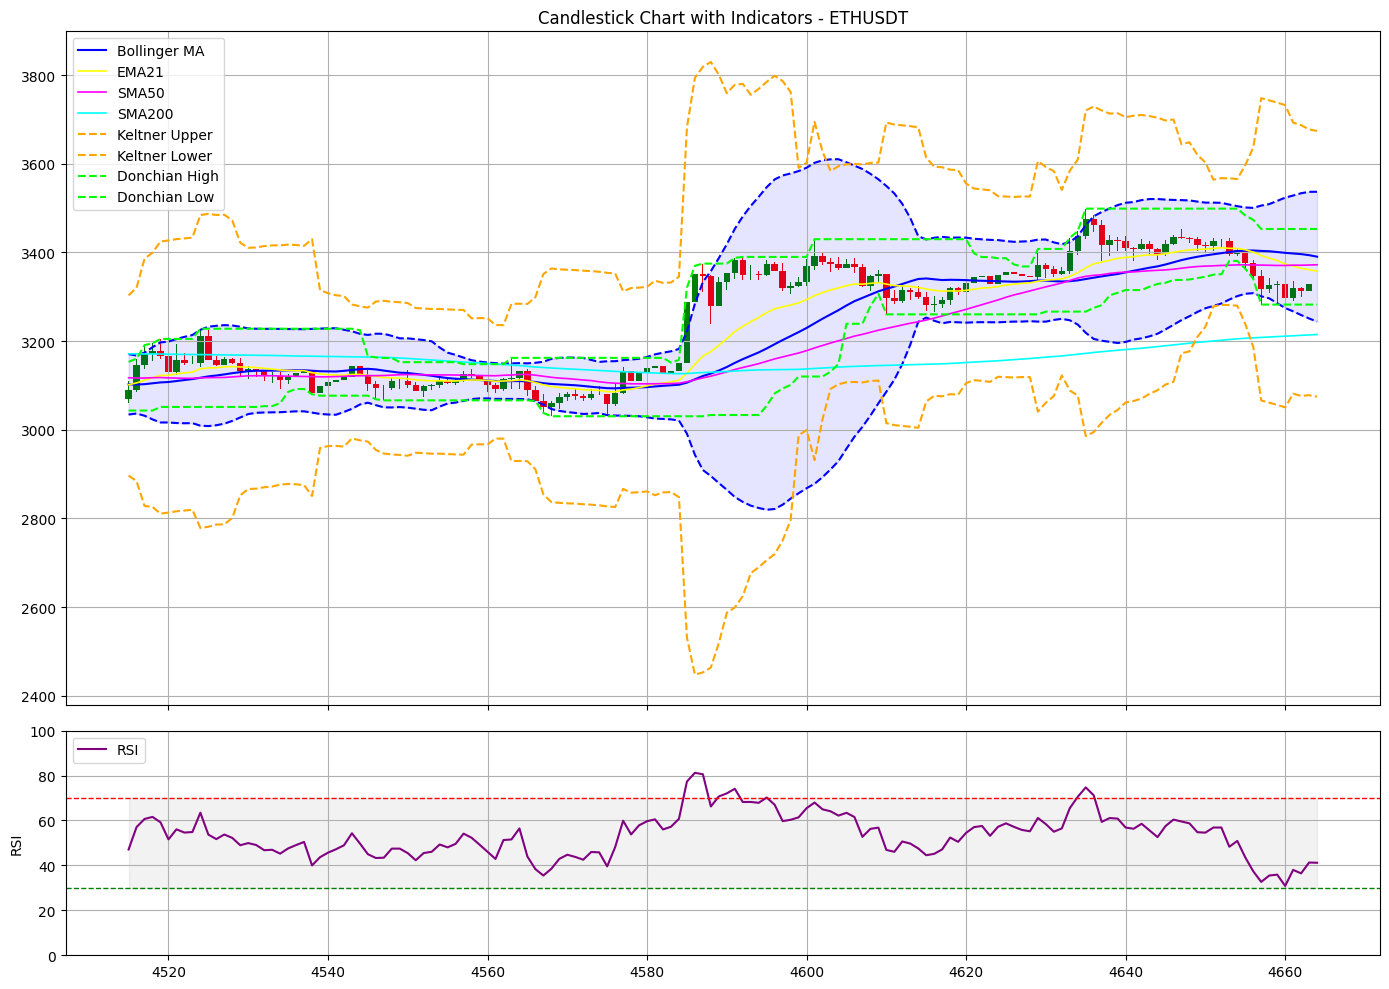 Candlestick Chart with Indicators - ETHUSDT
Bollinger MA
EMA21
SMA50
SMA200
Keltner Upper
Keltner Lower
Donchian High
Donchian Low
3800
3600
3400
3200
3000
2800
2600
2400
RSI
100
80
60
40
20
0
RSI
4520
4540
4560
4580
4600
4620
4640
4660